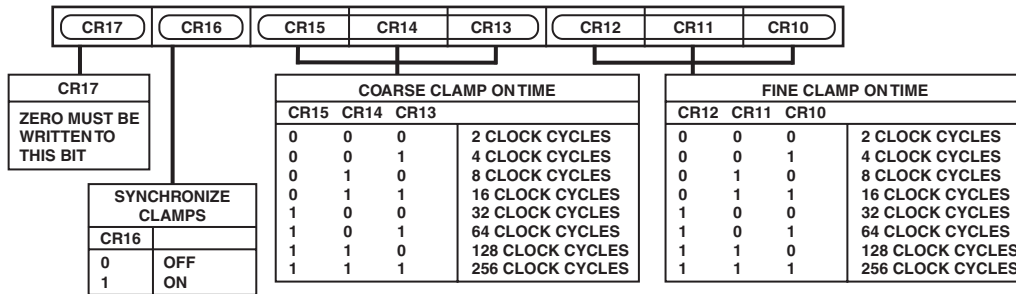 CR17 CR16 CR15 CR14 CR13 CR12 CR11 CR10
CR17
ZERO MUST BE
WRITTEN TO
THIS BIT
SYNCHRONIZE
CLAMPS
CR16
0 OFF
1 ON
COARSE CLAMP ON TIME
CR15 CR14 CR13
0 0 0 2 CLOCK CYCLES
0 0 1 4 CLOCK CYCLES
0 1 0 8 CLOCK CYCLES
0 1 1 16 CLOCK CYCLES
1 0 0 32 CLOCK CYCLES
1 0 1 64 CLOCK CYCLES
1 1 0 128 CLOCK CYCLES
1 1 1 256 CLOCK CYCLES
FINE CLAMP ON TIME
CR12 CR11 CR10
0 0 0 2 CLOCK CYCLES
0 0 1 4 CLOCK CYCLES
0 1 0 8 CLOCK CYCLES
0 1 1 16 CLOCK CYCLES
1 0 0 32 CLOCK CYCLES
1 0 1 64 CLOCK CYCLES
1 1 0 128 CLOCK CYCLES
1 1 1 256 CLOCK CYCLES